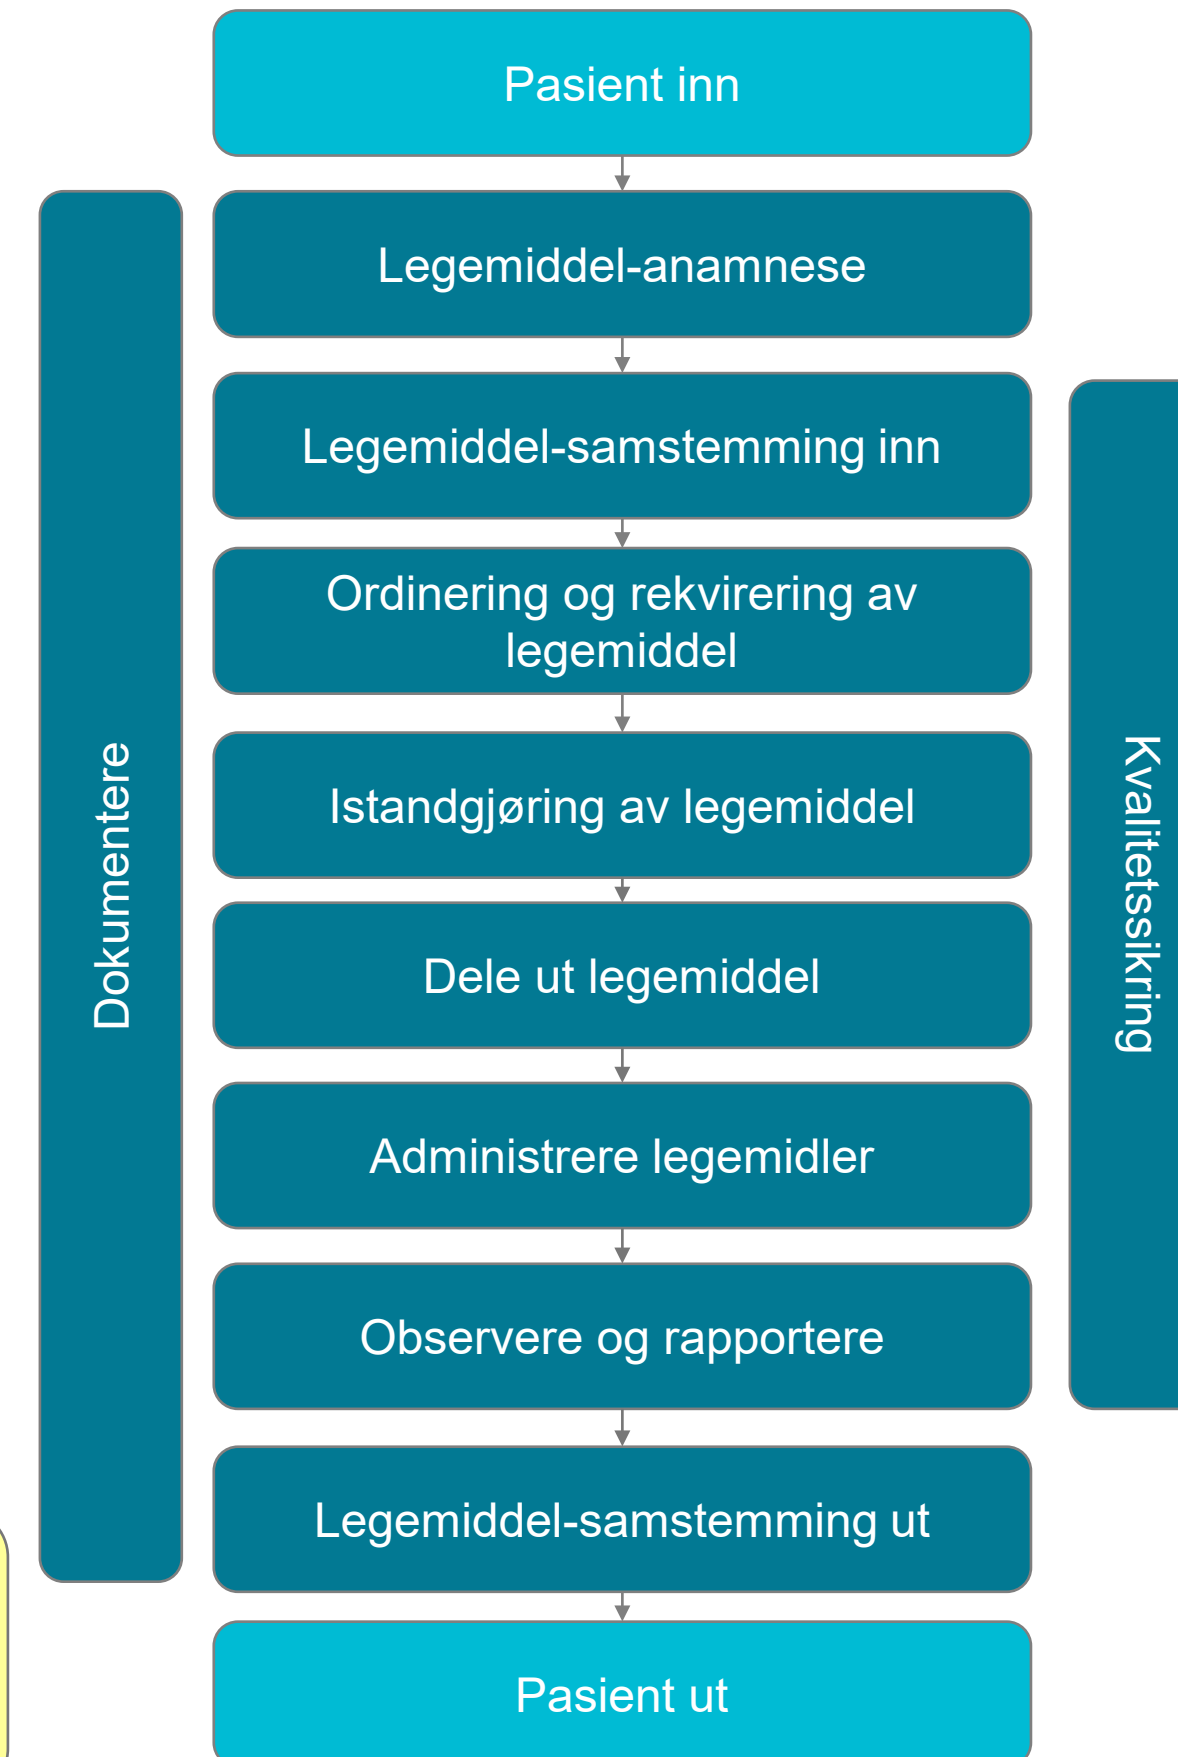 Pasient inn
Legemiddel-anamnese
Legemiddel-samstemming inn
Ordinering og rekvirering av
legemiddel
Istandgjøring av legemiddel
Dele ut legemiddel
Administrere legemidler
Observere og rapportere
Legemiddel-samstemming ut
Pasient ut
Dokumentere
Kvalitetssikring